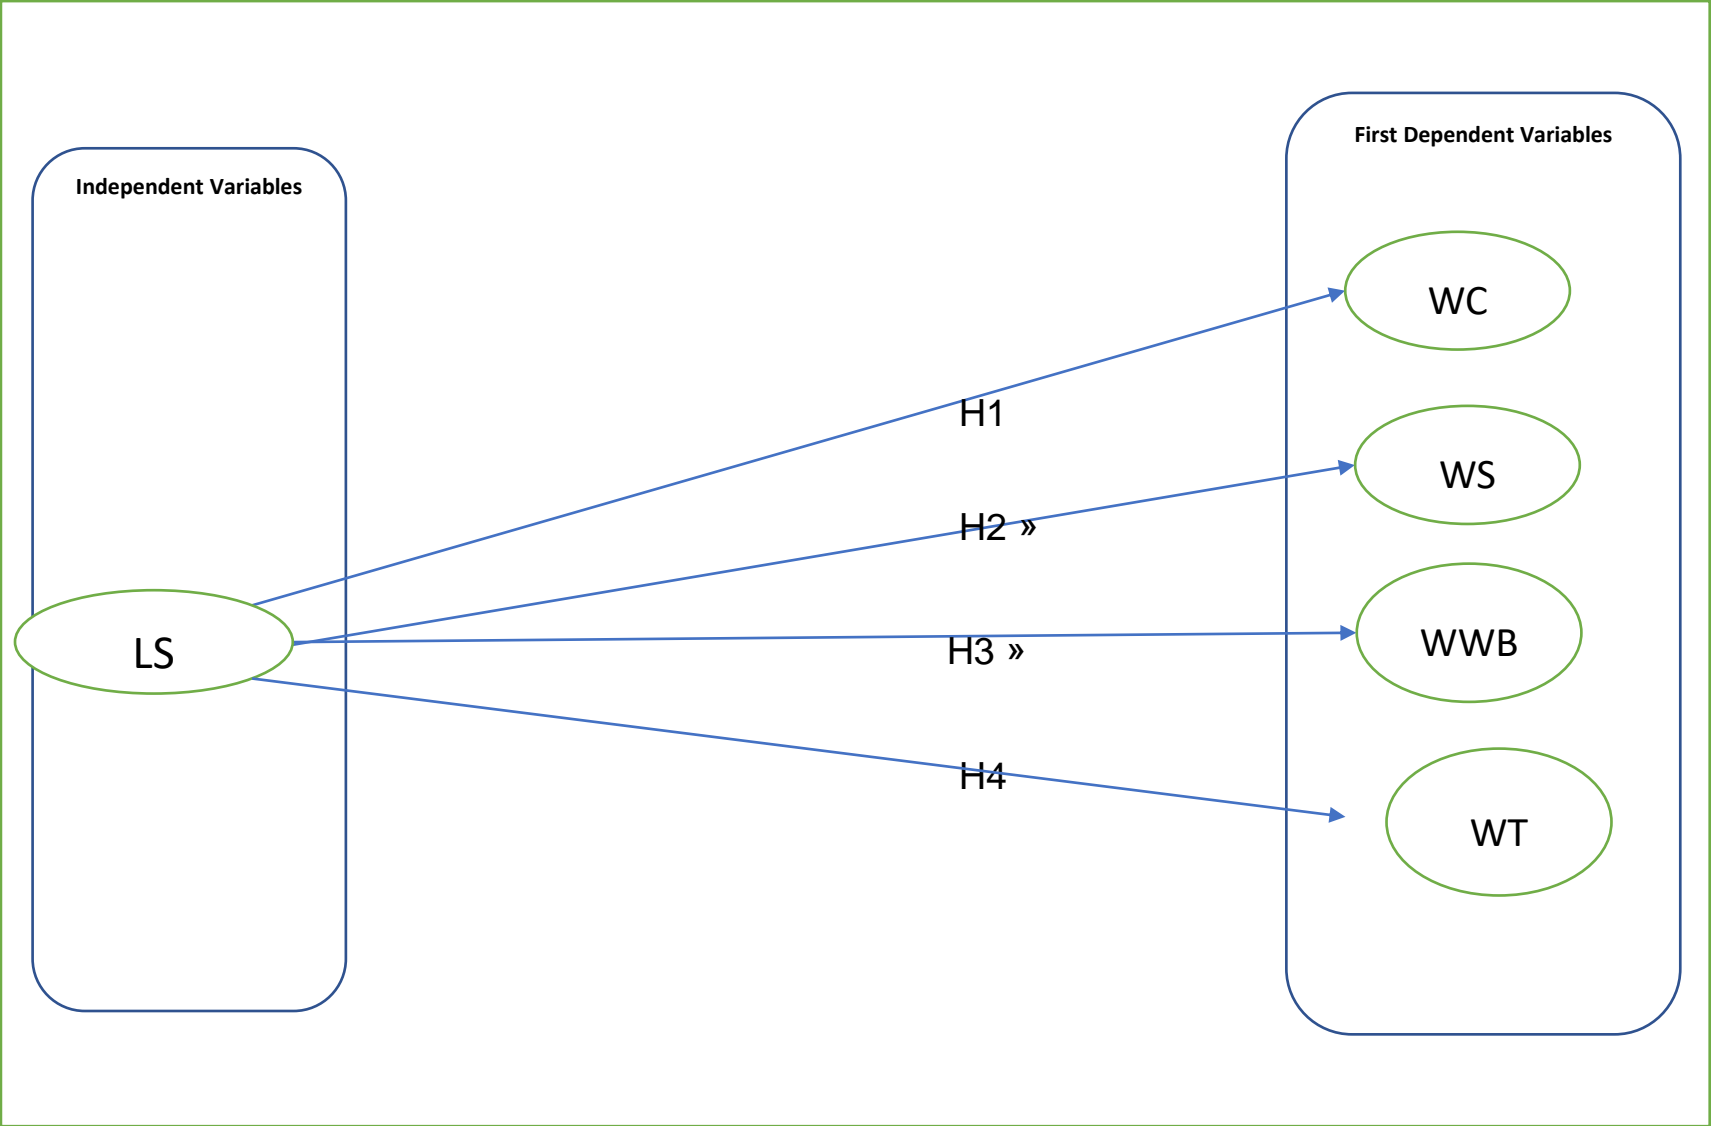 First Dependent Variables
Independent Variables
WC
H1
WS
H2 »
LS
H3 »
WWB
H4
WT